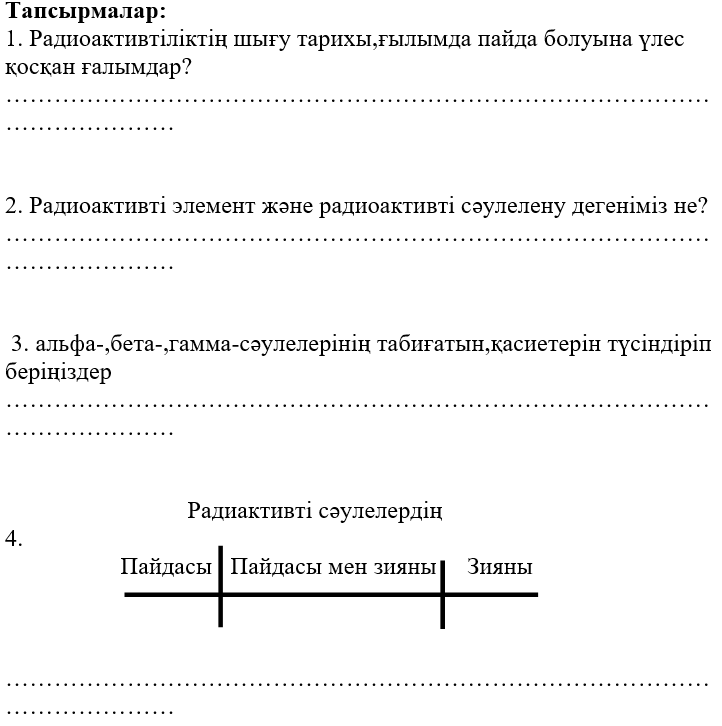 Тапсырмалар:
1. Радиоактивтіліктің шығу тарихы,ғылымда пайда болуына үлес
қосқан ғалымдар?
……………………………………………………………………………
…………………
2. Радиоактивті элемент және радиоактивті сәулелену дегеніміз не?
……………………………………………………………………………
…………………
3. альфа-,бета-,гамма-сәулелерінің табиғатын,қасиетерін түсіндіріп
беріңіздер
……………………………………………………………………………
…………………
Радиактивті сәулелердің
4.
Пайдасы Пайдасы мен зияны Зияны
……………………………………………………………………………
…………………